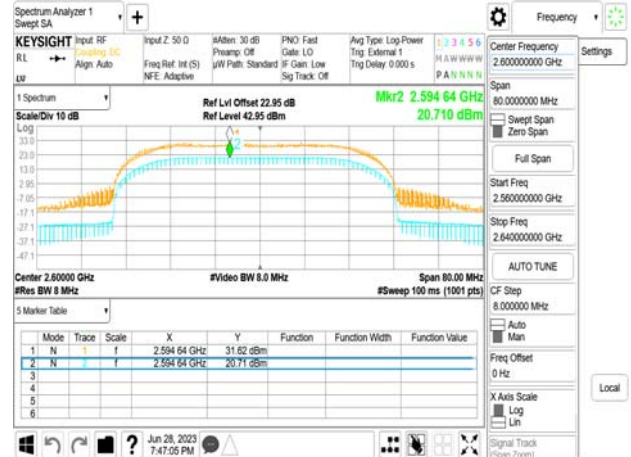 Spectrum Analyzer 1
Swept SA
+
Frequency
KEYSIGHT
RL
LXI
Input: RF
Coupling: DC
Align: Auto
Input Z: 50 Ω
Freq Ref: Int (S)
NFE: Adaptive
#Atten: 30 dB
Preamp: Off
µW Path: Standard
PNO: Fast
Gate: LO
IF Gain: Low
Sig Track: Off
Avg Type: Log-Power
Trig: External 1
Trig Delay: 0.000 s
1 2 3 4 5 6
M A W W W W
P A N N N N
1 Spectrum
Scale/Div 10 dB
Ref Lvl Offset 22.95 dB
Ref Level 42.95 dBm
Mkr2 2.594 64 GHz
20.710 dBm
Log
33.0
23.0
13.0
2.95
-7.05
-17.1
-27.1
-37.1
-47.1
1
2
Center 2.60000 GHz
#Res BW 8 MHz
#Video BW 8.0 MHz
Span 80.00 MHz
#Sweep 100 ms (1001 pts)
5 Marker Table
Mode Trace Scale X Y Function Function Width Function Value
1 N 1 f 2.594 64 GHz 31.62 dBm
2 N 2 f 2.594 64 GHz 20.71 dBm
3
4
5
6
?
Jun 28, 2023
7:47:05 PM
Center Frequency
2.600000000 GHz
Span
80.0000000 MHz
Swept Span
Zero Span
Full Span
Start Freq
2.560000000 GHz
Stop Freq
2.640000000 GHz
AUTO TUNE
CF Step
8.000000 MHz
Auto
Man
Freq Offset
0 Hz
X Axis Scale
Log
Lin
Signal Track
(Span Zoom)
Settings
Local